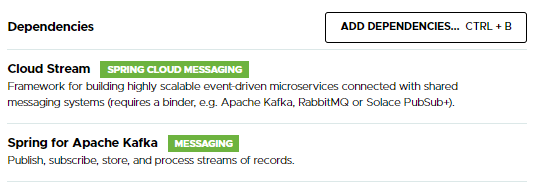 Dependencies
ADD DEPENDENCIES... CTRL + B
Cloud Stream SPRING CLOUD MESSAGING
Framework for building highly scalable event-driven microservices connected with shared
messaging systems (requires a binder, e.g. Apache Kafka, RabbitMQ or Solace PubSub+).
Spring for Apache Kafka MESSAGING
Publish, subscribe, store, and process streams of records.